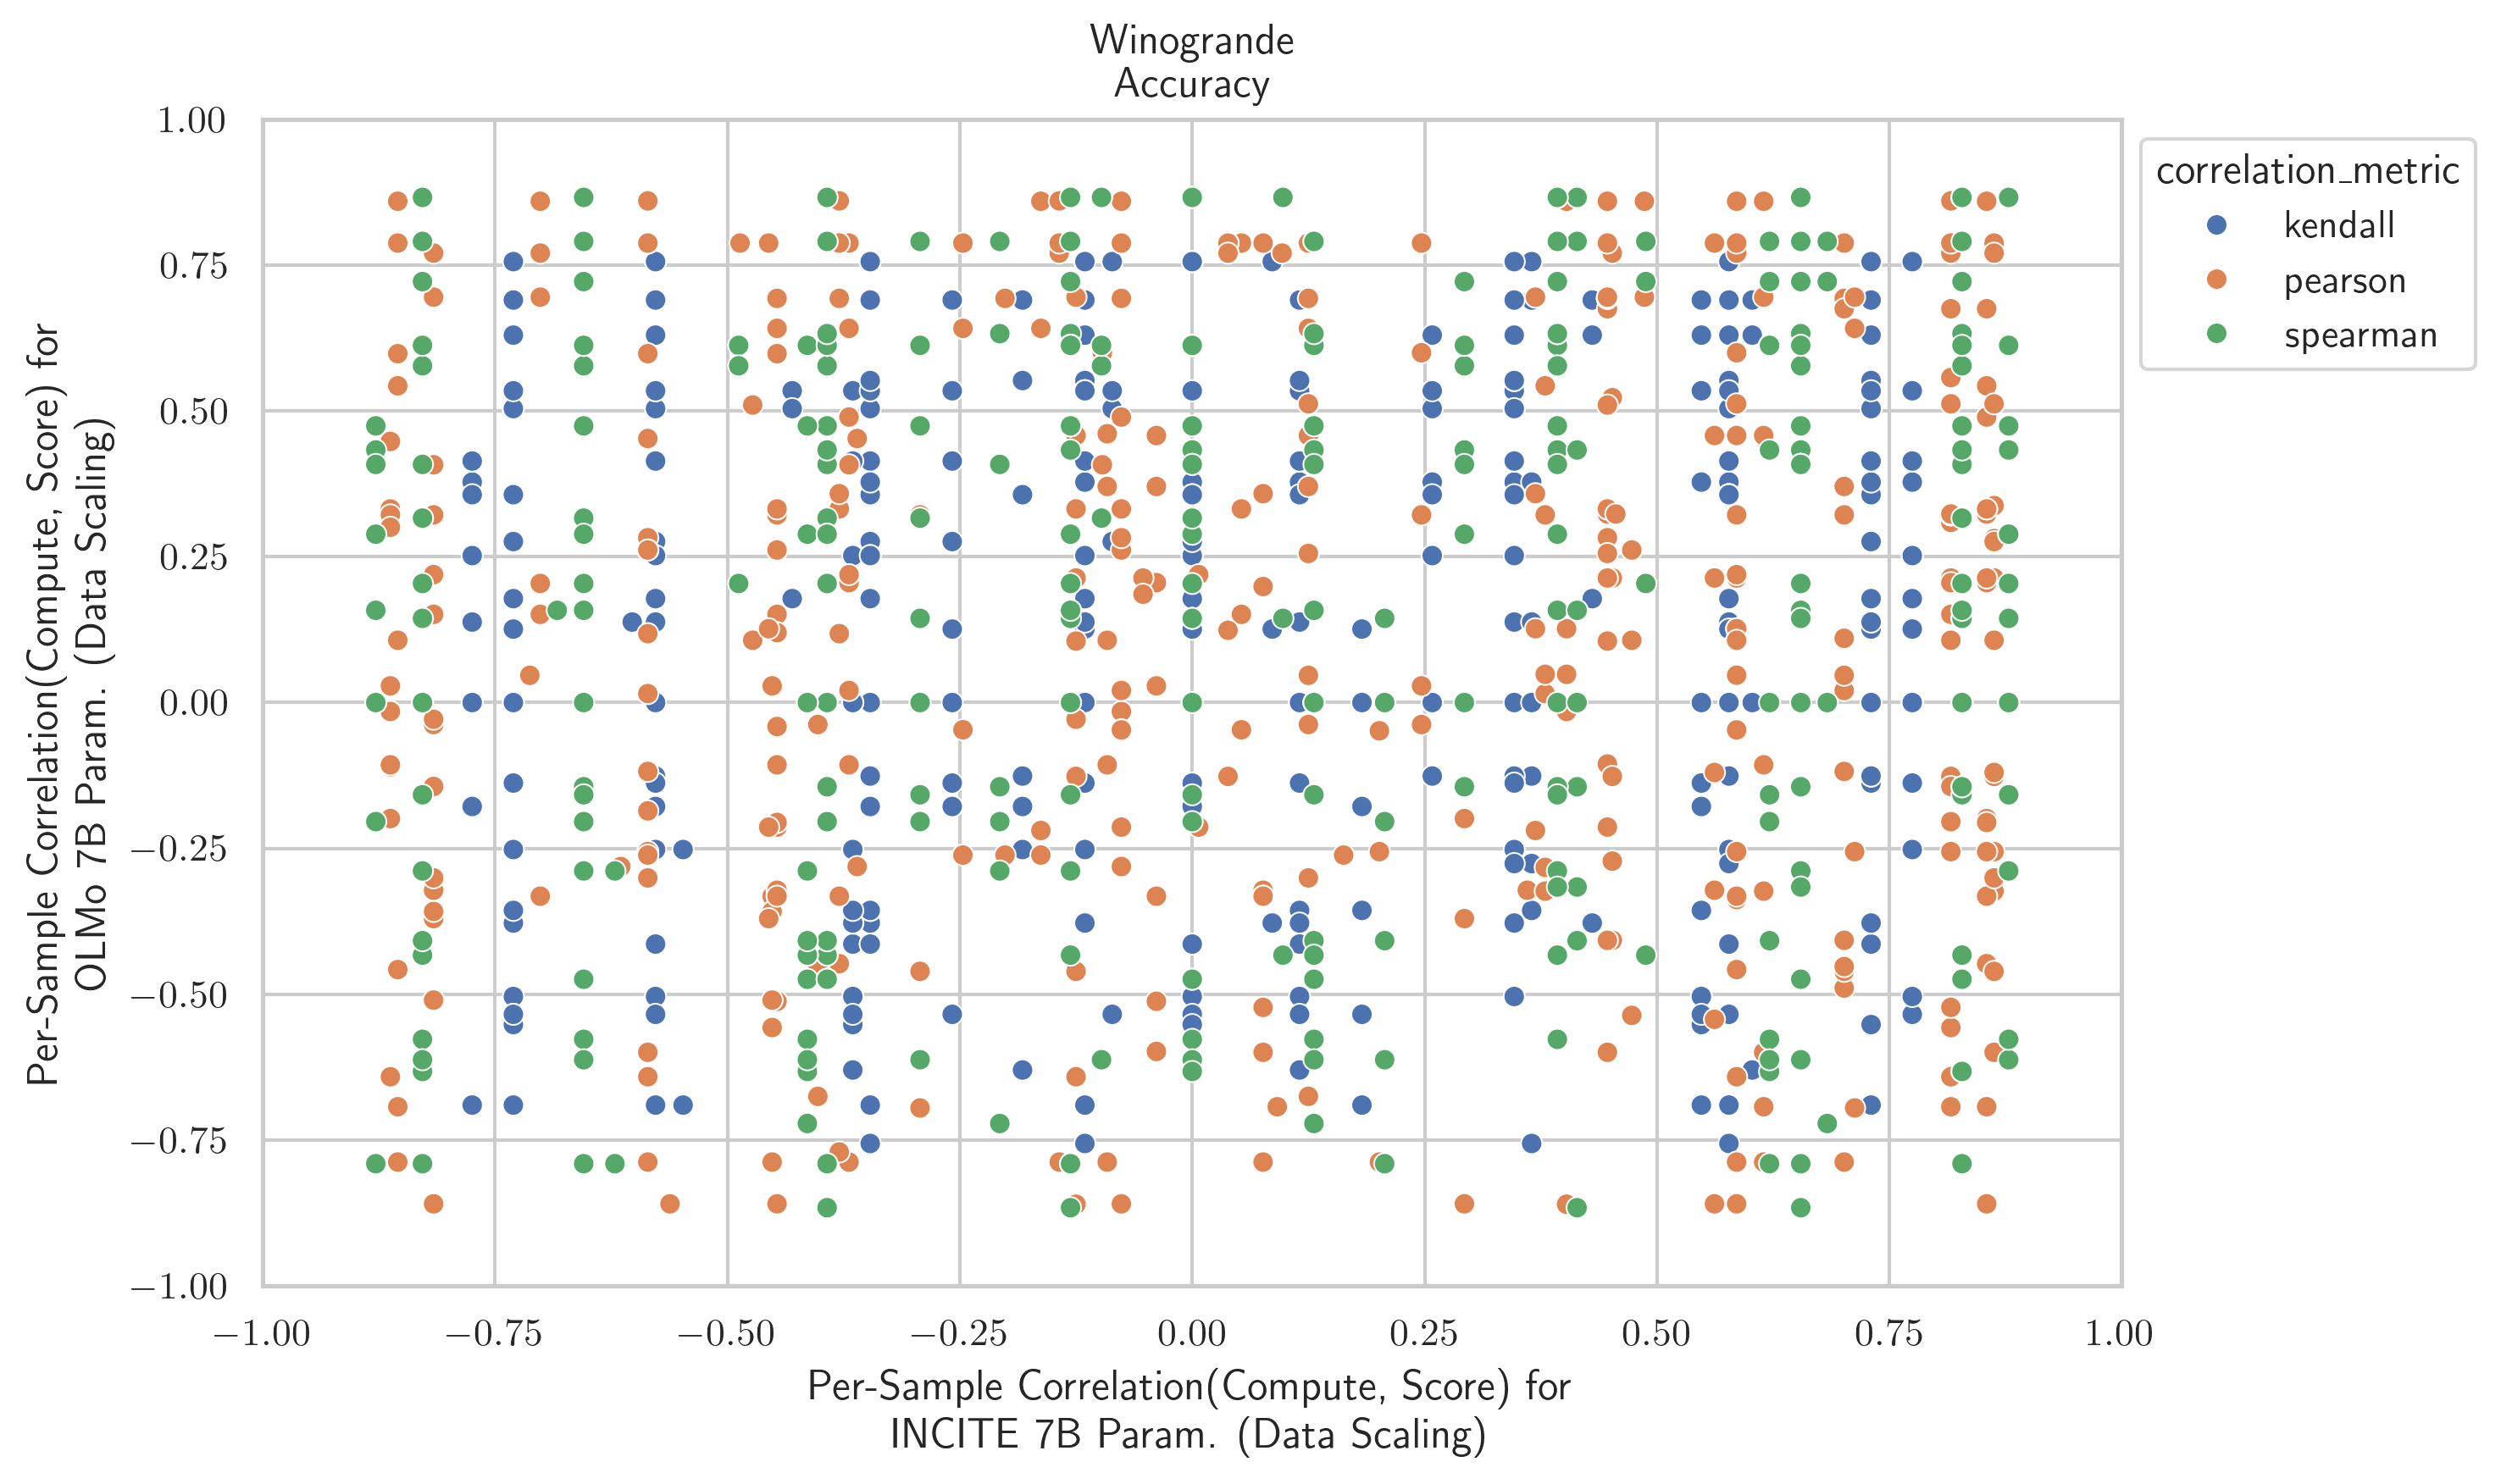 Winogrande
Accuracy
Per-Sample Correlation(Compute, Score) for
OLMo 7B Param. (Data Scaling)
1.00
0.75
0.50
0.25
0.00
−0.25
−0.50
−0.75
−1.00
−1.00 −0.75 −0.50 −0.25 0.00 0.25 0.50 0.75 1.00
Per-Sample Correlation(Compute, Score) for
INCITE 7B Param. (Data Scaling)
correlation_metric
kendall
pearson
spearman